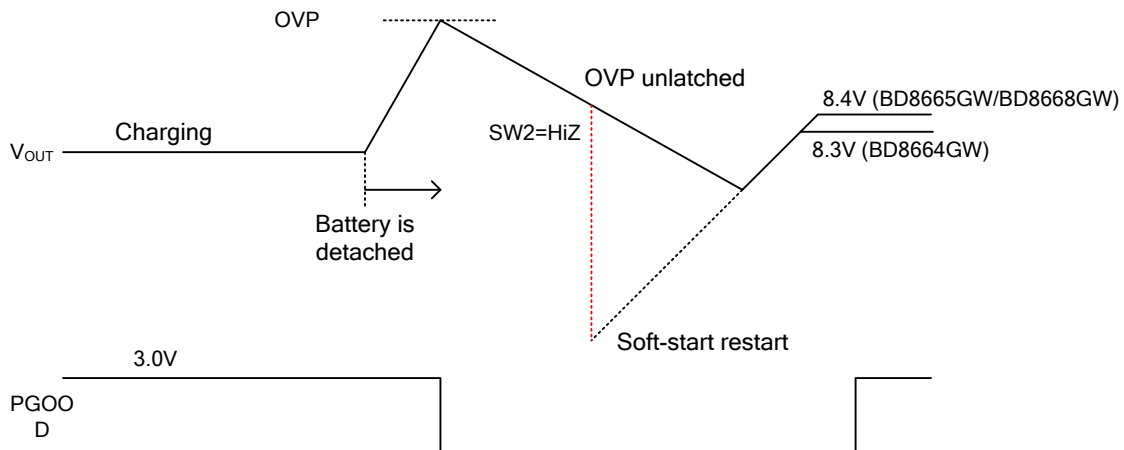 OVP
OVP unlatched
8.4V (BD8665GW/BD8668GW)
Charging
SW2=HiZ
VOUT
8.3V (BD8664GW)
Battery is
detached
Soft-start restart
3.0V
PGOO
D